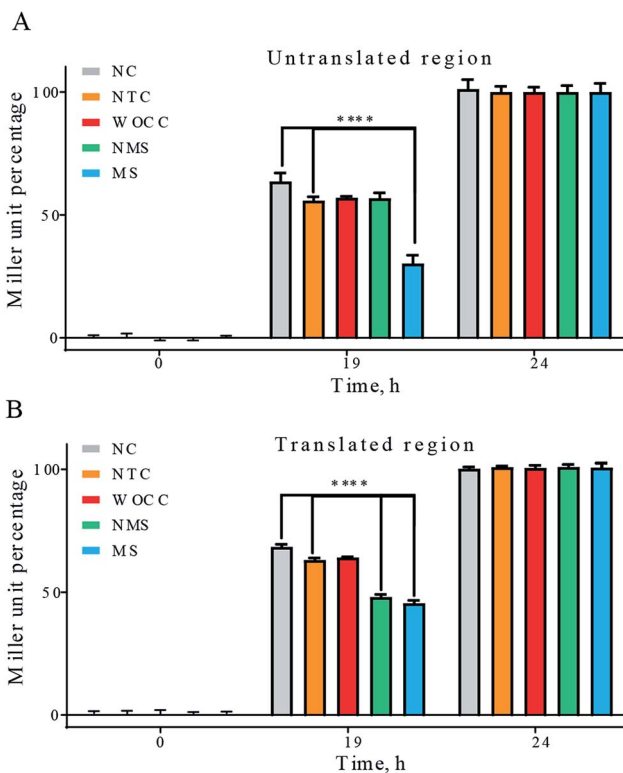 A
Untranslated region
NC
NTC
WOCC
NMS
MS
****
Miller unit percentage
100
50
0
0 19 24
Time, h
B
Translated region
NC
NTC
WOCC
NMS
MS
****
Miller unit percentage
100
50
0
0 19 24
Time, h